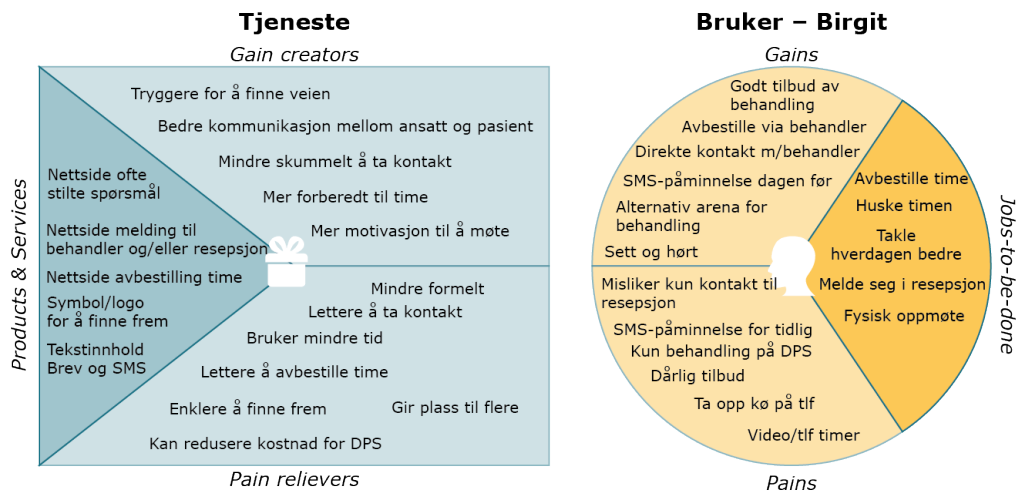 Tjeneste
Gain creators
Tryggere for å finne veien
Bedre kommunikasjon mellom ansatt og pasient
Mindre skummelt å ta kontakt
Mer forberedt til time
Mer motivasjon til å møte
Products & Services
Nettside ofte
stilte spørsmål
Nettside melding til
behandler og/eller resepsjon
Nettside avbestilling time
Symbol/logo
for å finne frem
Tekstinnhold
Brev og SMS
Mindre formelt
Lettere å ta kontakt
Bruker mindre tid
Lettere å avbestille time
Enklere å finne frem
Gir plass til flere
Kan redusere kostnad for DPS
Pain relievers
Bruker – Birgit
Gains
Godt tilbud av
behandling
Avbestille via behandler
Direkte kontakt m/behandler
SMS-påminnelse dagen før
Alternativ arena for
behandling
Sett og hørt
Avbestille time
Huske timen
Takle
hverdagen bedre
Melde seg i resepsjon
Fysisk oppmøte
Jobs-to-be-done
Misliker kun kontakt til
resepsjon
SMS-påminnelse for tidlig
Kun behandling på DPS
Dårlig tilbud
Ta opp kø på tlf
Video/tlf timer
Pains